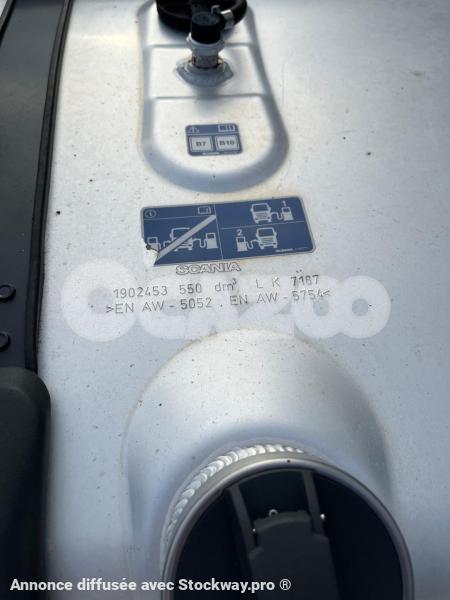 B7 B10
1
2
SCANIA
1902453 550 dm³ L K 7187
>EN AW-5052 . EN AW-5754<
OCAZOO
Annonce diffusée avec Stockway.pro ®